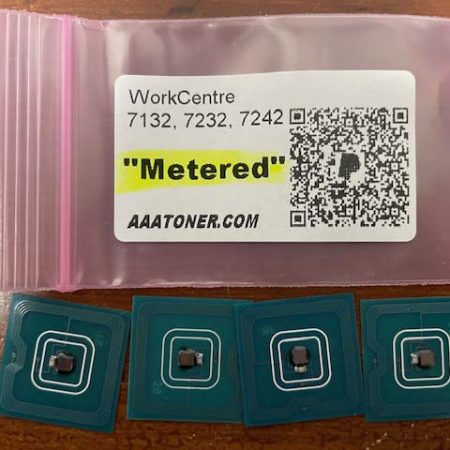 WorkCentre
7132, 7232, 7242
"Metered"
AAATONER.COM